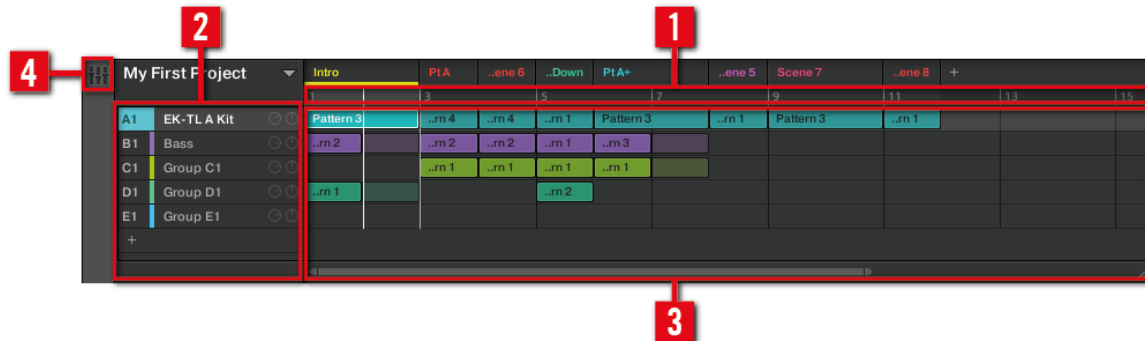 2
1
4
My First Project
Intro PtA ..ene 6 ..Down PtA+ ..ene 5 Scene 7 ..ene 8 +
1 3 5 7 9 11 13 15
A1 EK-TL A Kit Pattern 3 ..rn 4 ..rn 4 ..rn 1 Pattern 3 ..rn 1 Pattern 3 ..rn 1
B1 Bass ..rn 2 ..rn 2 ..rn 2 ..rn 1 ..rn 3
C1 Group C1 ..rn 1 ..rn 1 ..rn 1 ..rn 1
D1 Group D1 ..rn 1 ..rn 2
E1 Group E1
+
3